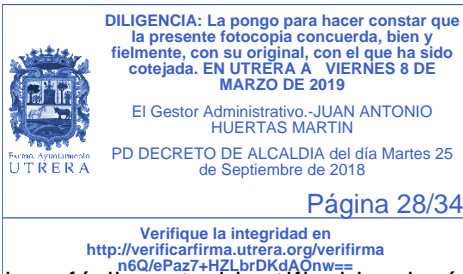 DILIGENCIA: La pongo para hacer constar que
la presente fotocopia concuerda, bien y
fielmente, con su original, con el que ha sido
cotejada. EN UTRERA A VIERNES 8 DE
MARZO DE 2019
El Gestor Administrativo.-JUAN ANTONIO
HUERTAS MARTIN
PD DECRETO DE ALCALDIA del día Martes 25
de Septiembre de 2018
Excmo. Ayuntamiento
UTRERA
Página 28/34
Verifique la integridad en
http://verificarfirma.utrera.org/verifirma
n6Q/ePaz7+HZLbrDKdAOnw==